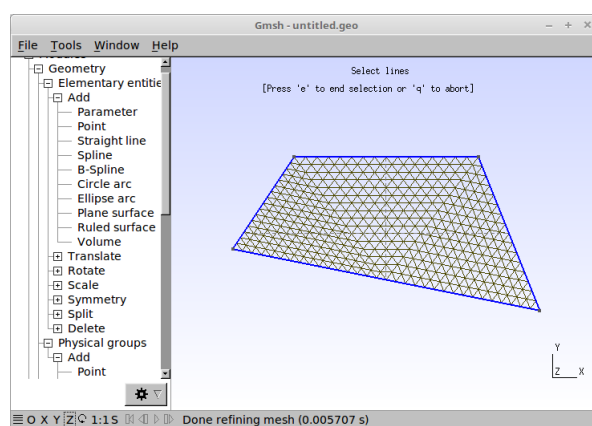 Gmsh - untitled.geo
File Tools Window Help
Geometry
Elementary entitie
Add
Parameter
Point
Straight line
Spline
B-Spline
Circle arc
Ellipse arc
Plane surface
Ruled surface
Volume
Translate
Rotate
Scale
Symmetry
Split
Delete
Physical groups
Add
Point
Select lines
[Press 'e' to end selection or 'q' to abort]
Y
Z X
O X Y Z 1:1 S Done refining mesh (0.005707 s)